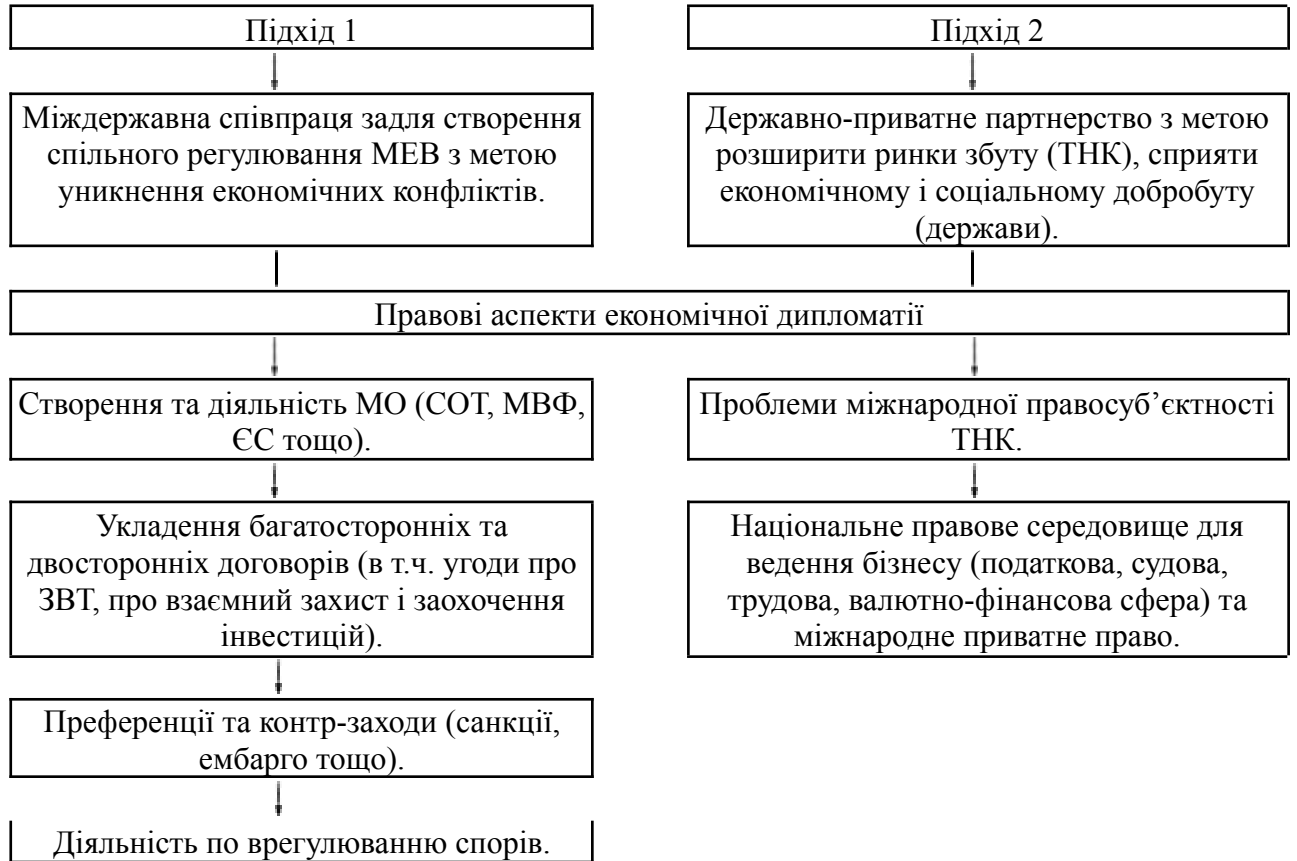 Підхід 1
Підхід 2
Міждержавна співпраця задля створення
спільного регулювання МЕВ з метою
уникнення економічних конфліктів.
Державно-приватне партнерство з метою
розширити ринки збуту (ТНК), сприяти
економічному і соціальному добробуту
(держави).
Правові аспекти економічної дипломатії
Створення та діяльність МО (СОТ, МВФ,
ЄС тощо).
Проблеми міжнародної правосуб’єктності
ТНК.
Укладення багатосторонніх та
двосторонніх договорів (в т.ч. угоди про
ЗВТ, про взаємний захист і заохочення
інвестицій).
Національне правове середовище для
ведення бізнесу (податкова, судова,
трудова, валютно-фінансова сфера) та
міжнародне приватне право.
Преференції та контр-заходи (санкції,
ембарго тощо).
Діяльність по врегулюванню спорів.